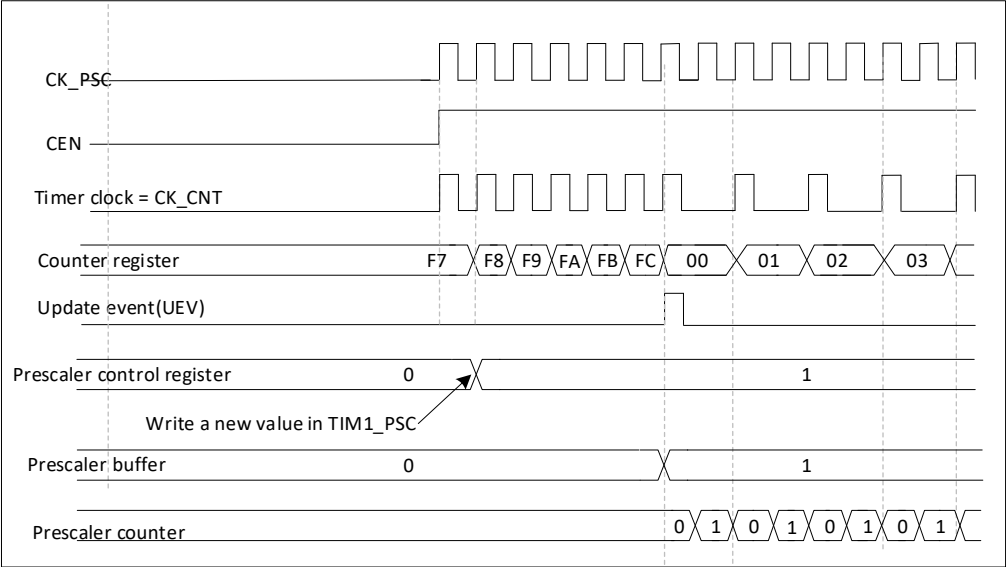 CK_PSC
CEN
Timer clock = CK_CNT
Counter register F7 F8 F9 FA FB FC 00 01 02 03
Update event(UEV)
Prescaler control register 0 1
Write a new value in TIM1_PSC
Prescaler buffer 0 1
Prescaler counter 0 1 0 1 0 1 0 1